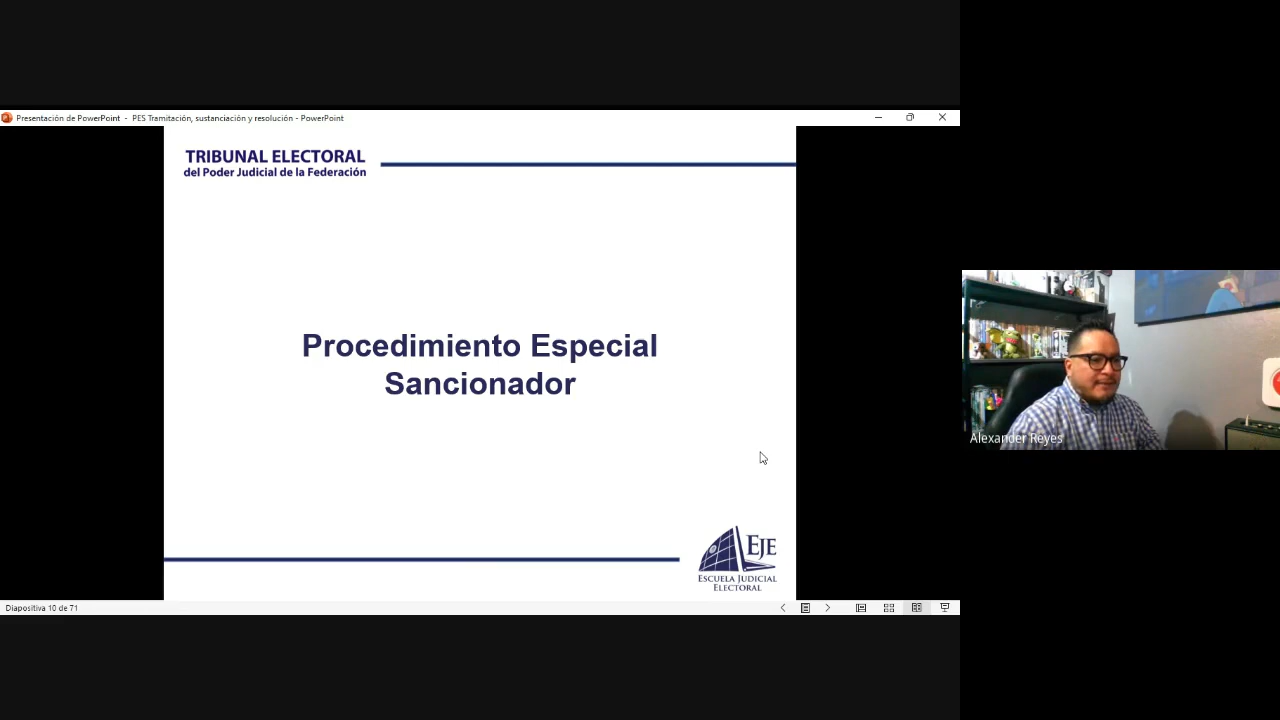 Presentación de PowerPoint - PES Tramitación, sustanciación y resolución - PowerPoint
TRIBUNAL ELECTORAL
del Poder Judicial de la Federación
Procedimiento Especial
Sancionador
EJE
ESCUELA JUDICIAL
ELECTORAL
Diapositiva 10 de 71
Alexander Reyes